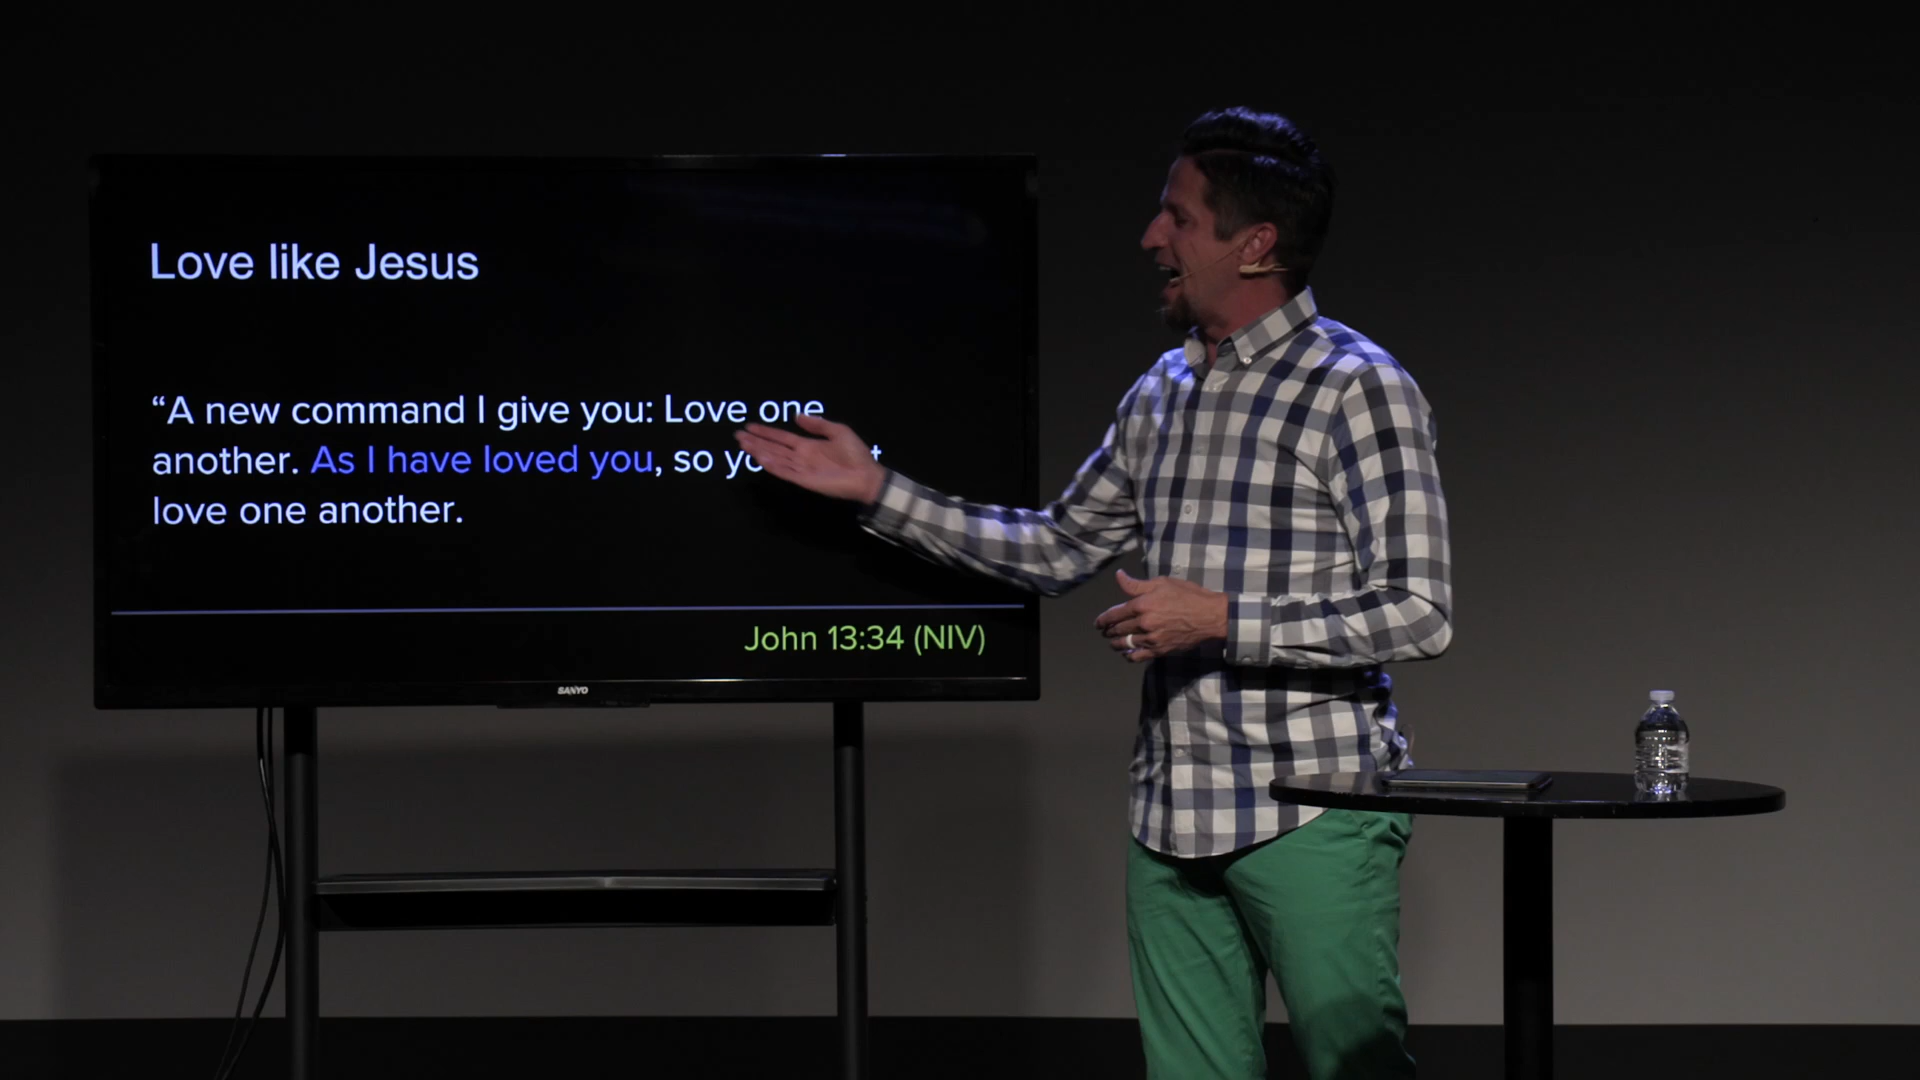 Love like Jesus
“A new command I give you: Love one
another. As I have loved you, so
love one another.
John 13:34 (NIV)
SANYO